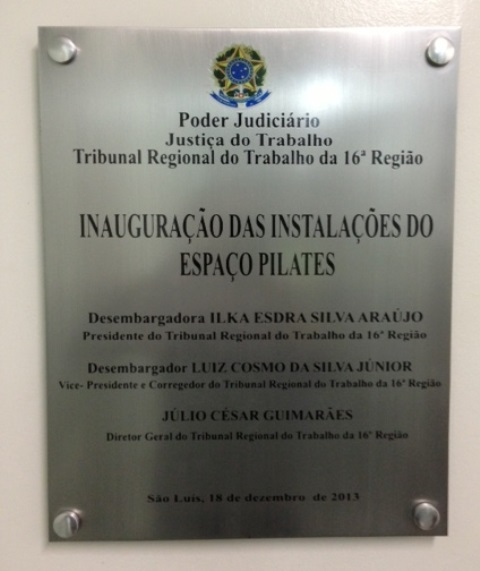 Poder Judiciário
Justiça do Trabalho
Tribunal Regional do Trabalho da 16ª Região
INAUGURAÇÃO DAS INSTALAÇÕES DO
ESPAÇO PILATES
Desembargadora ILKA ESDRA SILVA ARAÚJO
Presidente do Tribunal Regional do Trabalho da 16ª Região
Desembargador LUIZ COSMO DA SILVA JÚNIOR
Vice- Presidente e Corregedor do Tribunal Regional do Trabalho da 16ª Região
JÚLIO CÉSAR GUIMARÃES
Diretor Geral do Tribunal Regional do Trabalho da 16ª Região
São Luís, 18 de dezembro de 2013